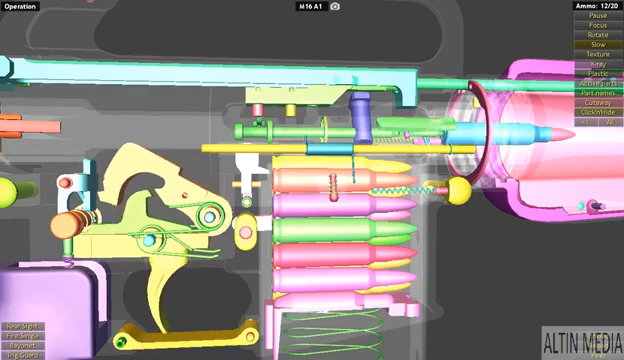 Operation
M16 A1
Ammo: 12/20
Pause
Focus
Rotate
Slow
Texture
X-ray
Plastic
Active parts
Part names
Cutaway
Click'n'Hide
<< All
Rear Sight
Fire:Single
Bayonet
Trig.Guard
ALTIN MEDIA